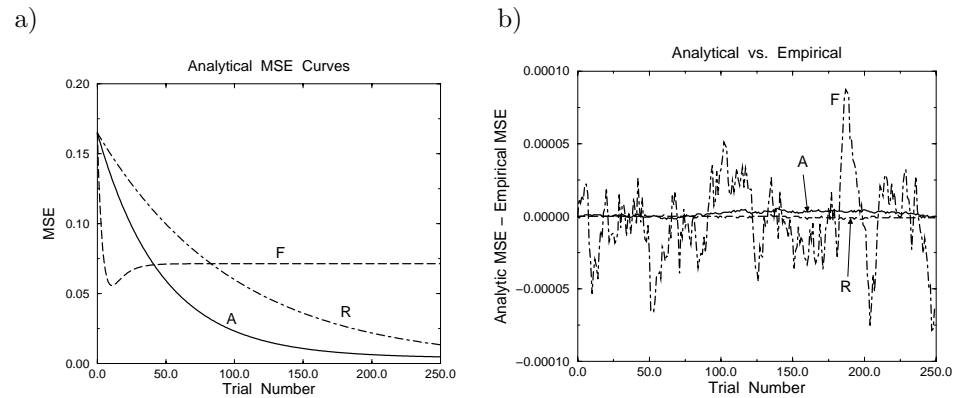 a)
Analytical MSE Curves
0.20
0.15
0.10
0.05
0.00
MSE
F
R
A
0.0 50.0 100.0 150.0 200.0 250.0
Trial Number
b)
Analytical vs. Empirical
0.00010
0.00005
0.00000
−0.00005
−0.00010
Analytic MSE − Empirical MSE
F
A
R
0.0 50.0 100.0 150.0 200.0 250.0
Trial Number